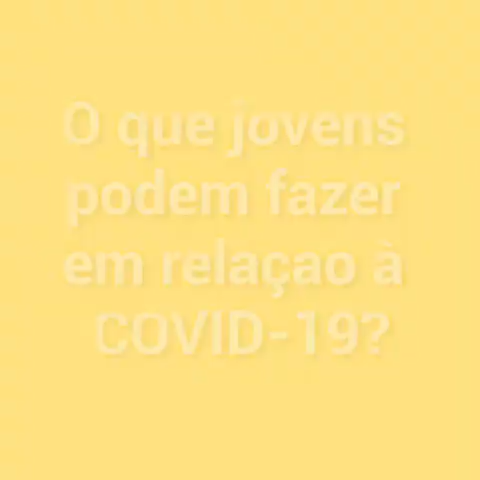 O que jovens
podem fazer
em relaçao à
COVID-19?